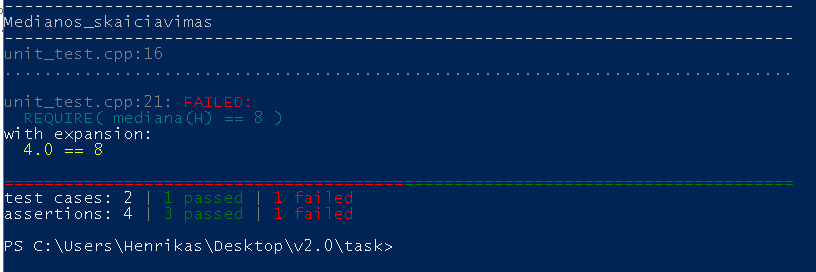 -------------------------------------------------------------------------------
Medianos_skaiciavimas
-------------------------------------------------------------------------------
unit_test.cpp:16
...............................................................................
unit_test.cpp:21: FAILED:
  REQUIRE( mediana(H) == 8 )
with expansion:
  4.0 == 8
===============================================================================
test cases: 2 | 1 passed | 1 failed
assertions: 4 | 3 passed | 1 failed
PS C:\Users\Henrikas\Desktop\v2.0\task>